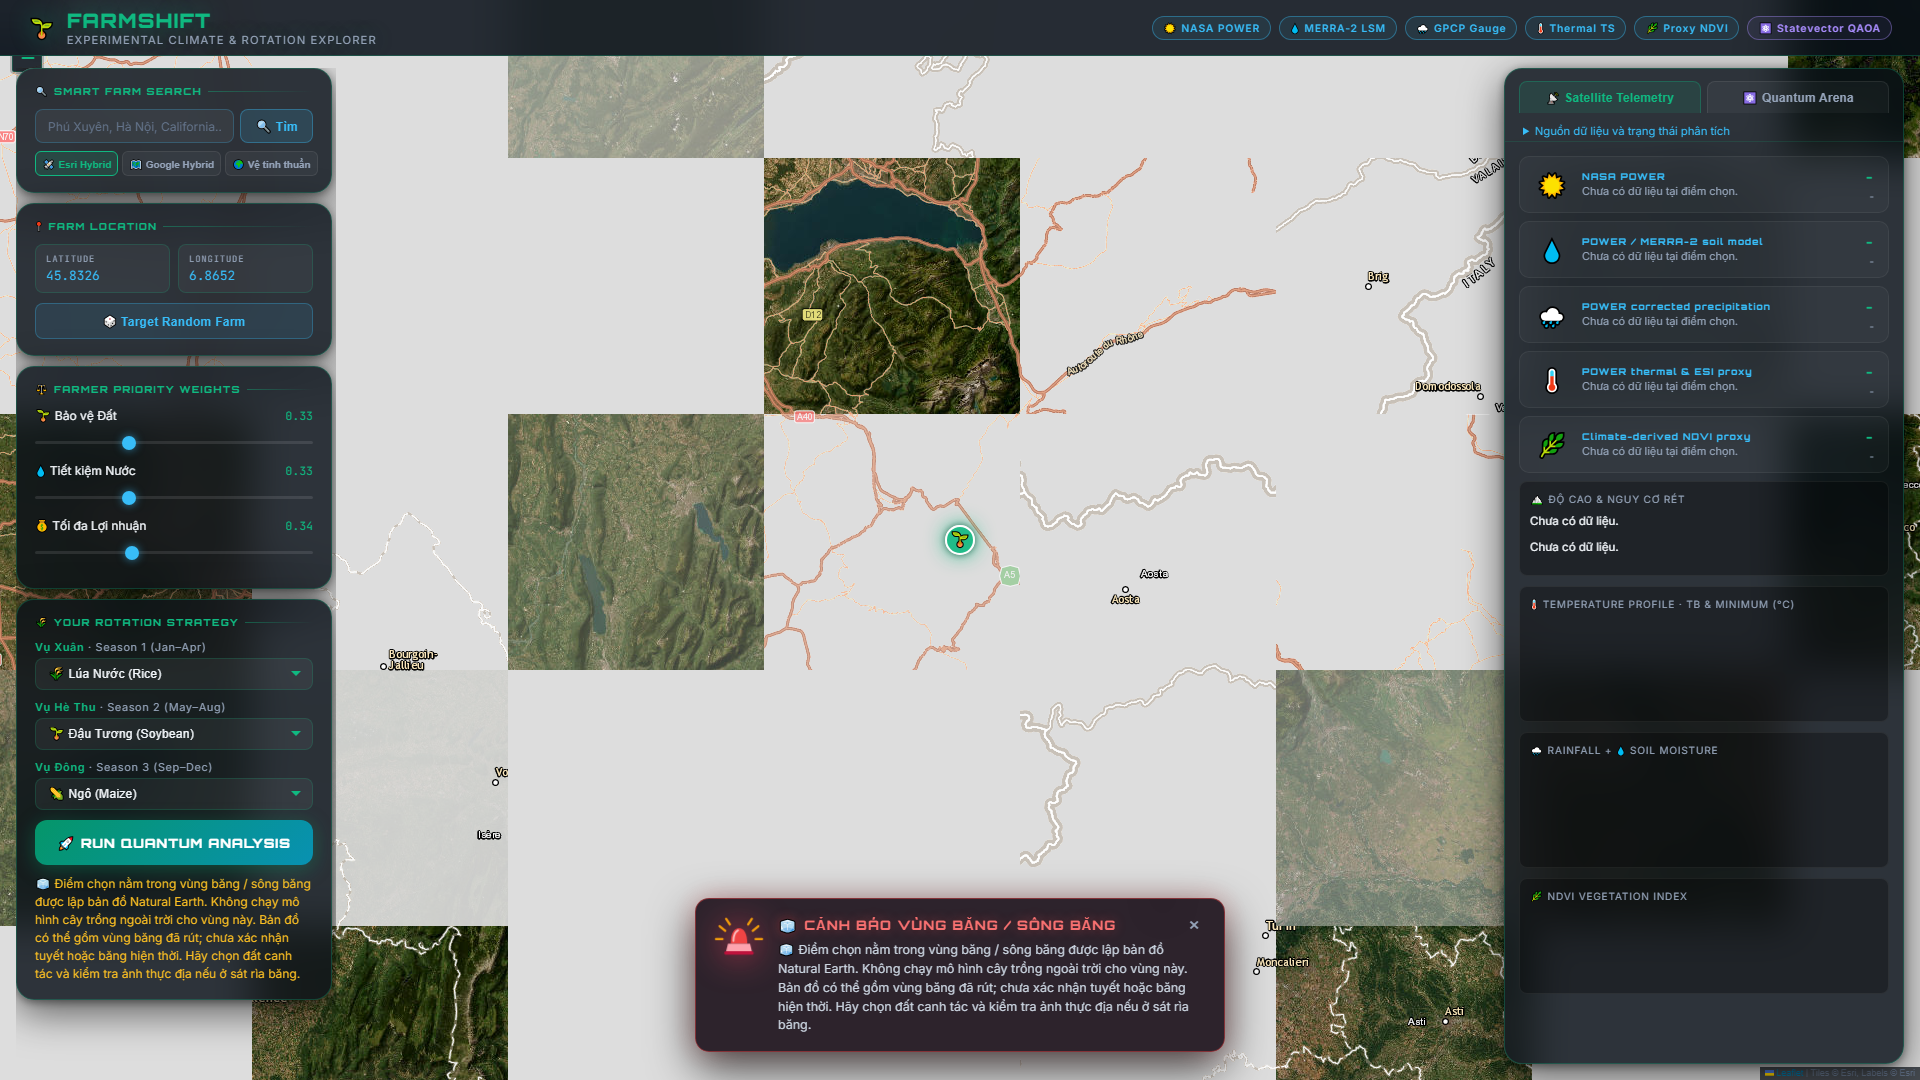 FARMSHIFT
EXPERIMENTAL CLIMATE & ROTATION EXPLORER
NASA POWER
MERRA-2 LSM
GPCP Gauge
Thermal TS
Proxy NDVI
Statevector QAOA
SMART FARM SEARCH
Phú Xuyên, Hà Nội, California..
Tìm
Esri Hybrid
Google Hybrid
Vệ tinh thuần
FARM LOCATION
LATITUDE
45.8326
LONGITUDE
6.8652
Target Random Farm
FARMER PRIORITY WEIGHTS
Bảo vệ Đất
0.33
Tiết kiệm Nước
0.33
Tối đa Lợi nhuận
0.34
YOUR ROTATION STRATEGY
Vụ Xuân · Season 1 (Jan–Apr)
Lúa Nước (Rice)
Vụ Hè Thu · Season 2 (May–Aug)
Đậu Tương (Soybean)
Vụ Đông · Season 3 (Sep–Dec)
Ngô (Maize)
RUN QUANTUM ANALYSIS
Điểm chọn nằm trong vùng băng / sông băng
được lập bản đồ Natural Earth. Không chạy mô
hình cây trồng ngoài trời cho vùng này. Bản đồ
có thể gồm vùng băng đã rút; chưa xác nhận
tuyết hoặc băng hiện thời. Hãy chọn đất canh
tác và kiểm tra ảnh thực địa nếu ở sát rìa băng.
N70
D12
A40
A5
Autoroute du Rhône
VALAI
ITALY
Brig
Domodossola
Aosta
Aosta
Bourgoin-
Jallieu
Vo
Isère
Turin
Moncalieri
Asti
Asti
CẢNH BÁO VÙNG BĂNG / SÔNG BĂNG
×
Điểm chọn nằm trong vùng băng / sông băng được lập bản đồ
Natural Earth. Không chạy mô hình cây trồng ngoài trời cho vùng này.
Bản đồ có thể gồm vùng băng đã rút; chưa xác nhận tuyết hoặc băng
hiện thời. Hãy chọn đất canh tác và kiểm tra ảnh thực địa nếu ở sát rìa
băng.
Satellite Telemetry
Quantum Arena
Nguồn dữ liệu và trạng thái phân tích
NASA POWER
Chưa có dữ liệu tại điểm chọn.
–
-
POWER / MERRA-2 soil model
Chưa có dữ liệu tại điểm chọn.
–
-
POWER corrected precipitation
Chưa có dữ liệu tại điểm chọn.
–
-
POWER thermal & ESI proxy
Chưa có dữ liệu tại điểm chọn.
–
-
Climate-derived NDVI proxy
Chưa có dữ liệu tại điểm chọn.
–
-
ĐỘ CAO & NGUY CƠ RÉT
Chưa có dữ liệu.
Chưa có dữ liệu.
TEMPERATURE PROFILE · TB & MINIMUM (°C)
RAINFALL + SOIL MOISTURE
NDVI VEGETATION INDEX
| Tiles © Esri, Labels © Esri